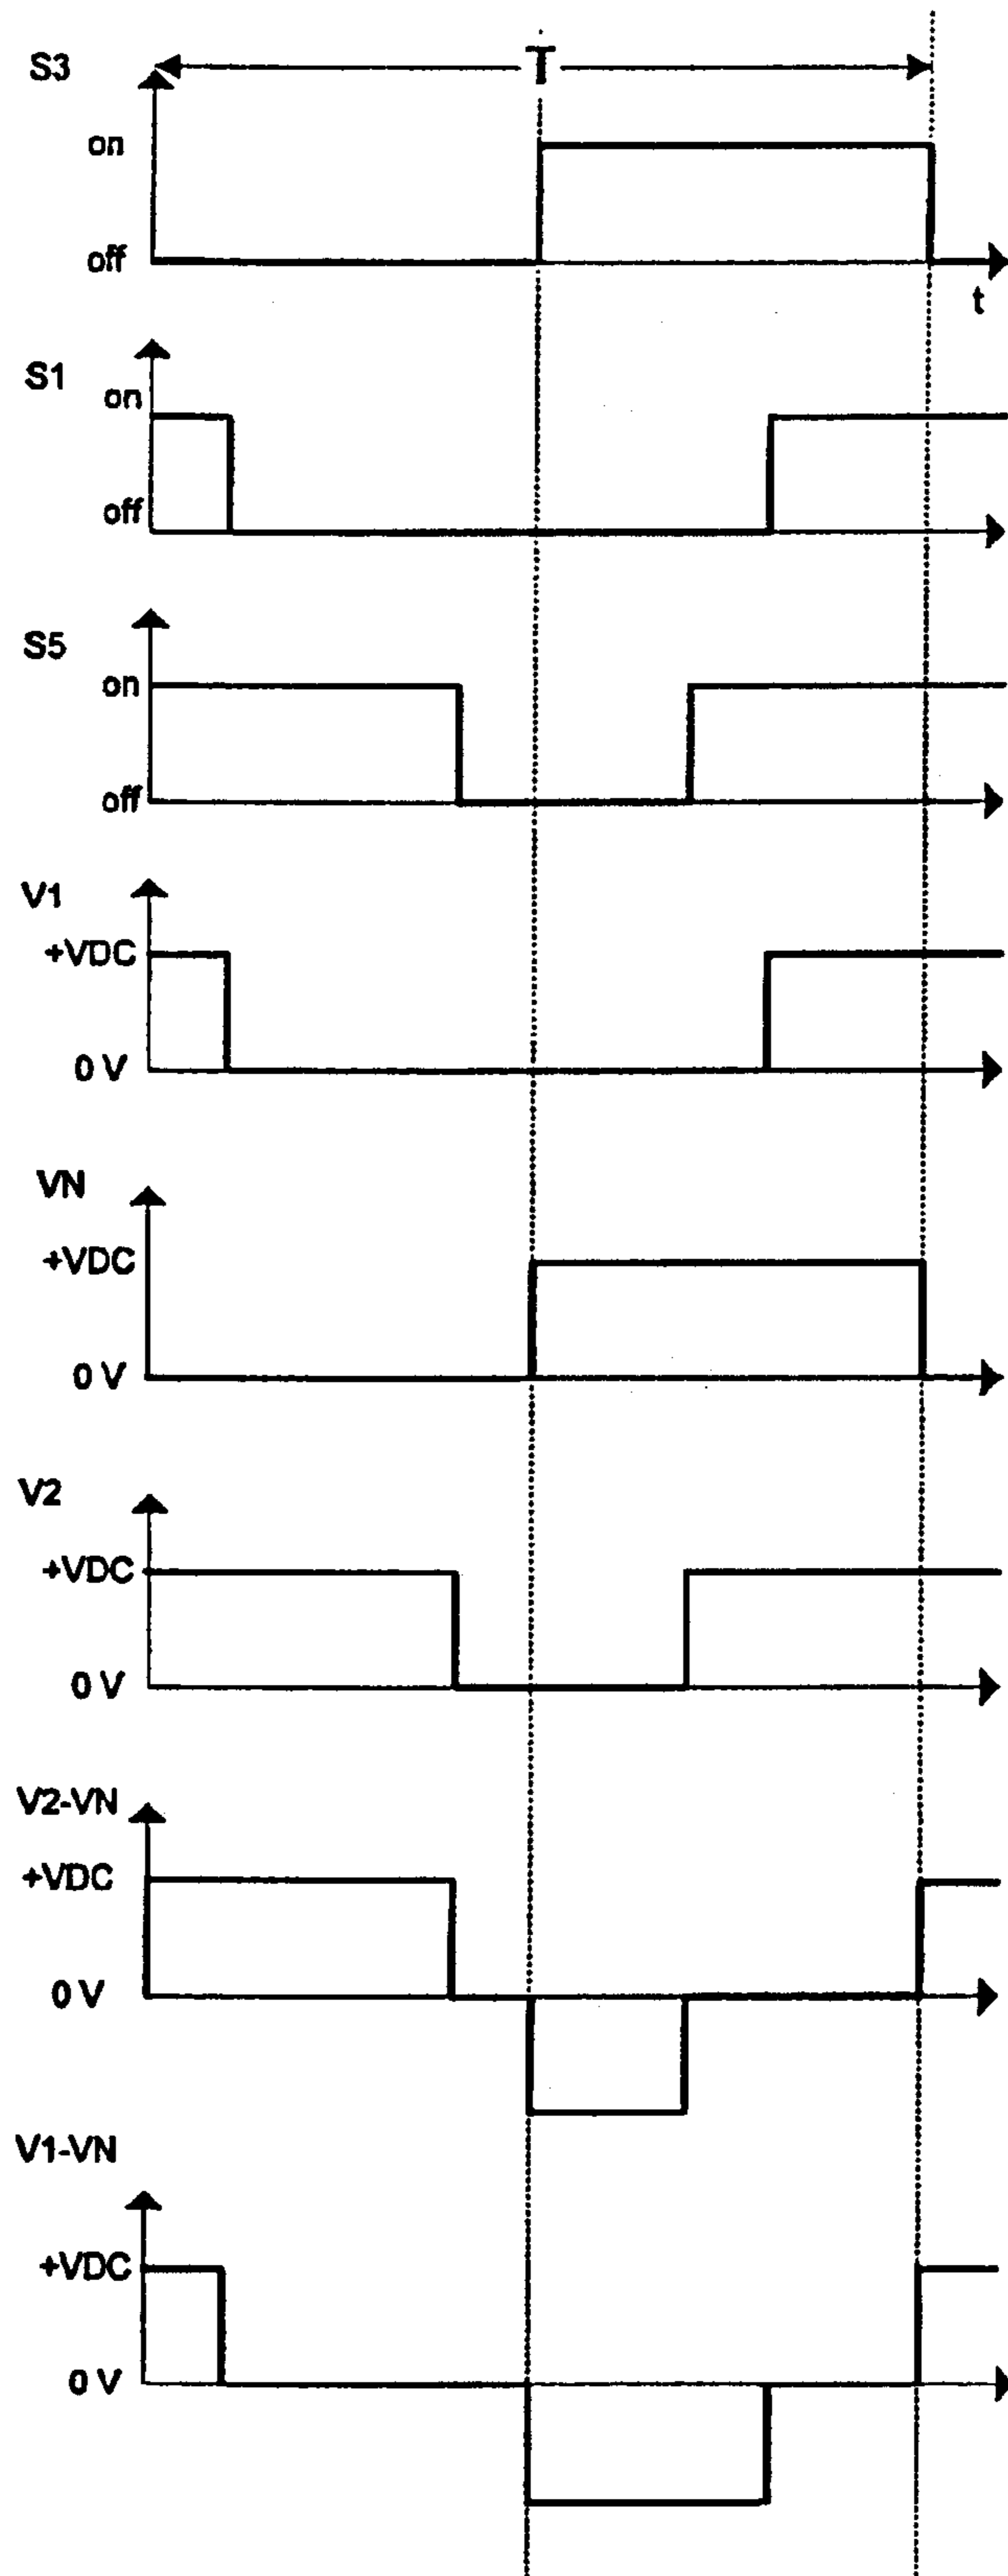 S3
T
on
off
t
S1
on
off
S5
on
off
V1
+VDC
0 V
VN
+VDC
0 V
V2
+VDC
0 V
V2-VN
+VDC
0 V
V1-VN
+VDC
0 V